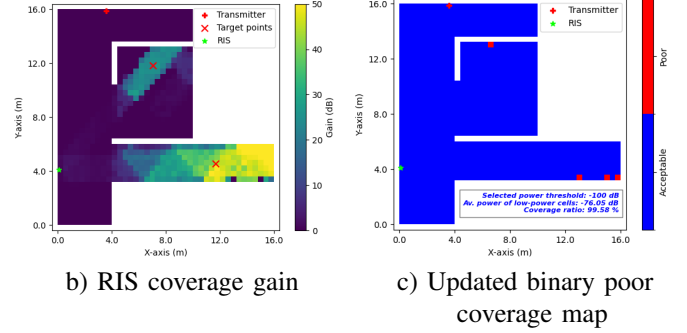 Transmitter
Target points
RIS
16.0
12.0
8.0
4.0
0.0
Y-axis (m)
0.0 4.0 8.0 12.0 16.0
X-axis (m)
50
40
30
20
10
0
Gain (dB)
b) RIS coverage gain
Transmitter
RIS
16.0
12.0
8.0
4.0
0.0
Y-axis (m)
Selected power threshold: -100 dB
Av. power of low-power cells: -76.05 dB
Coverage ratio: 99.58 %
0.0 4.0 8.0 12.0 16.0
X-axis (m)
Poor
Acceptable
c) Updated binary poor
coverage map